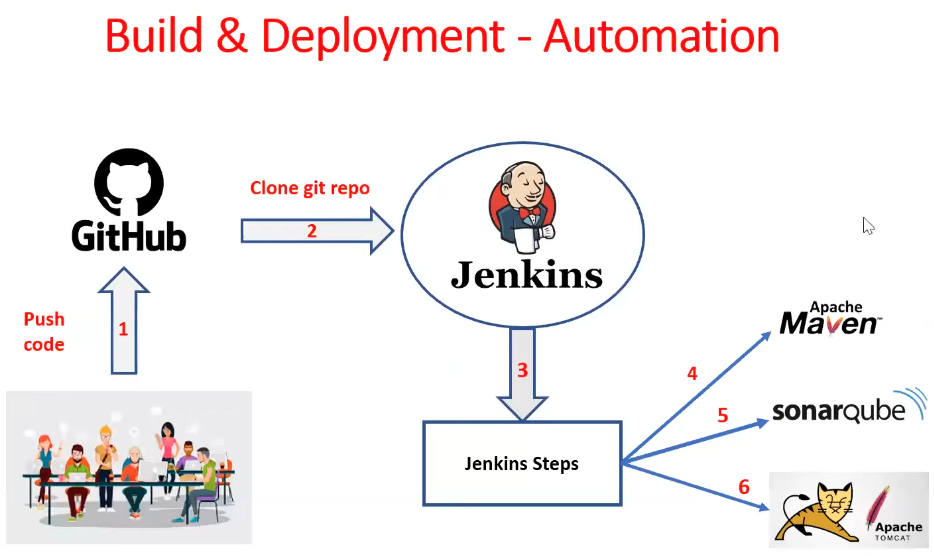 Build & Deployment - Automation
GitHub
Clone git repo
2
Jenkins
Push
code
1
3
Jenkins Steps
4
5
6
Apache
Maven™
sonarqube
Apache
TOMCAT